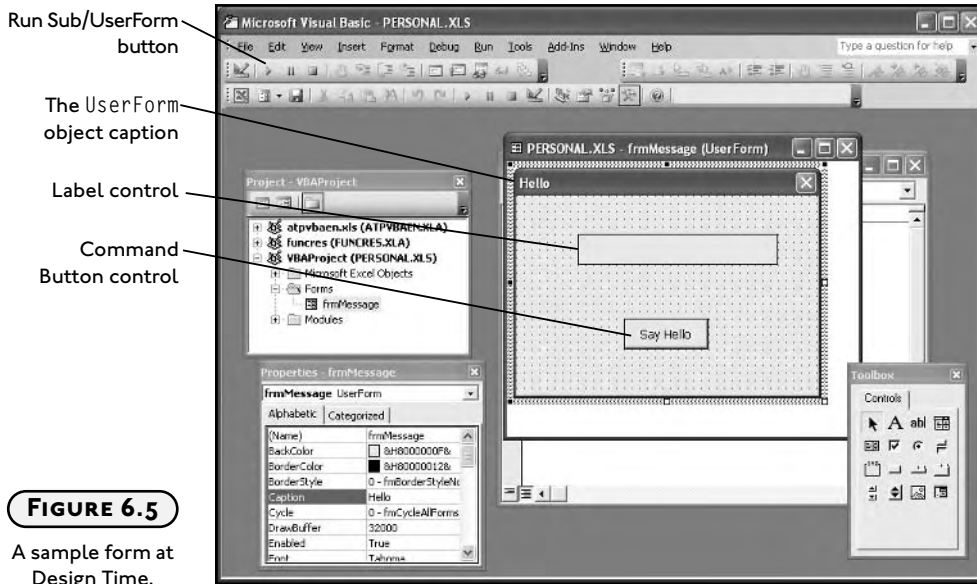 Run Sub/UserForm
button
The UserForm
object caption
Label control
Command
Button control
FIGURE 6.5
A sample form at
Design Time.
Microsoft Visual Basic - PERSONAL.XLS
File Edit View Insert Format Debug Run Tools Add-Ins Window Help
Type a question for help
Project - VBAProject
atpvbaen.xls (ATPVBAEN.XLA)
funcres (FUNCRES.XLA)
VBAProject (PERSONAL.XLS)
Microsoft Excel Objects
Forms
frmMessage
Modules
Properties - frmMessage
frmMessage UserForm
Alphabetic Categorized
(Name) frmMessage
BackColor &H8000000F&
BorderColor &H80000012&
BorderStyle 0 - fmBorderStyleNo
Caption Hello
Cycle 0 - fmCycleAllForms
DrawBuffer 32000
Enabled True
Font Tahoma
PERSONAL.XLS - frmMessage (UserForm)
Hello
Say Hello
Toolbox
Controls
A abl